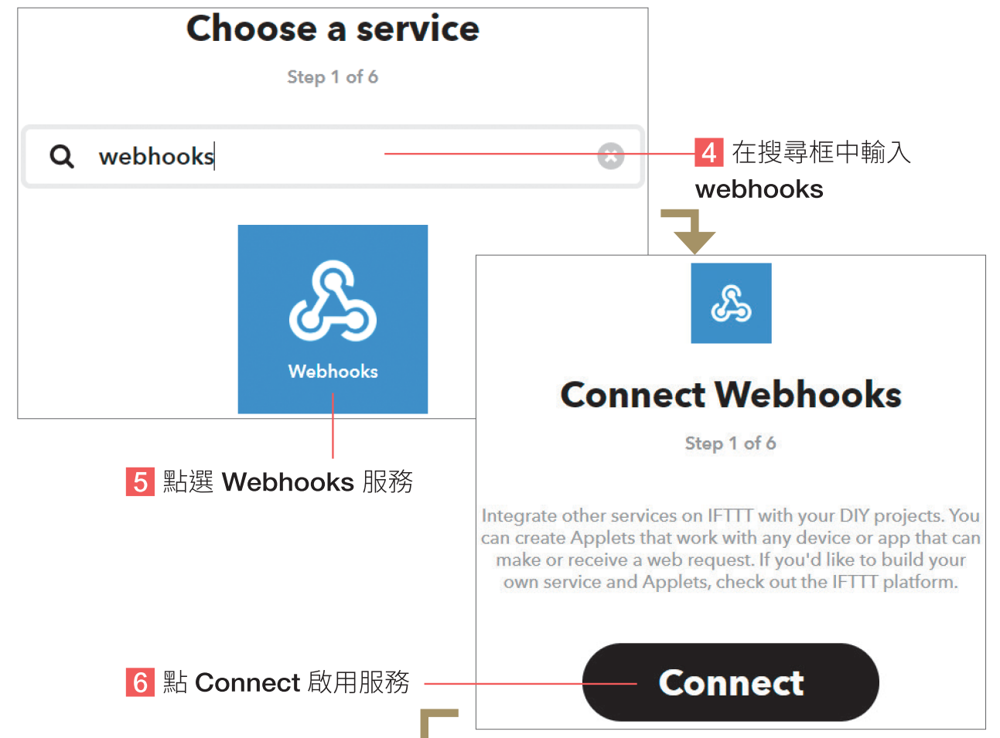 Choose a service
Step 1 of 6
webhooks
4 在搜尋框中輸入
webhooks
Webhooks
5 點選 Webhooks 服務
Connect Webhooks
Step 1 of 6
Integrate other services on IFTTT with your DIY projects. You
can create Applets that work with any device or app that can
make or receive a web request. If you'd like to build your
own service and Applets, check out the IFTTT platform.
6 點 Connect 啟用服務
Connect